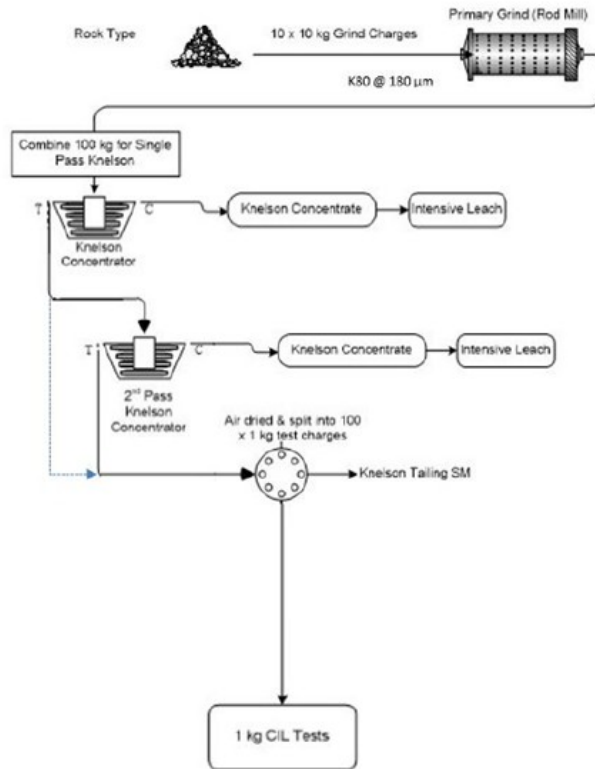 Primary Grind (Rod Mill)
Rock Type
10 x 10 kg Grind Charges
K80 @ 180 µm
Combine 100 kg for Single
Pass Knelson
T
C
Knelson Concentrate
Intensive Leach
Knelson
Concentrator
T
C
Knelson Concentrate
Intensive Leach
2nd Pass
Knelson
Concentrator
Air dried & split into 100
x 1 kg test charges
Knelson Tailing SM
1 kg CIL Tests